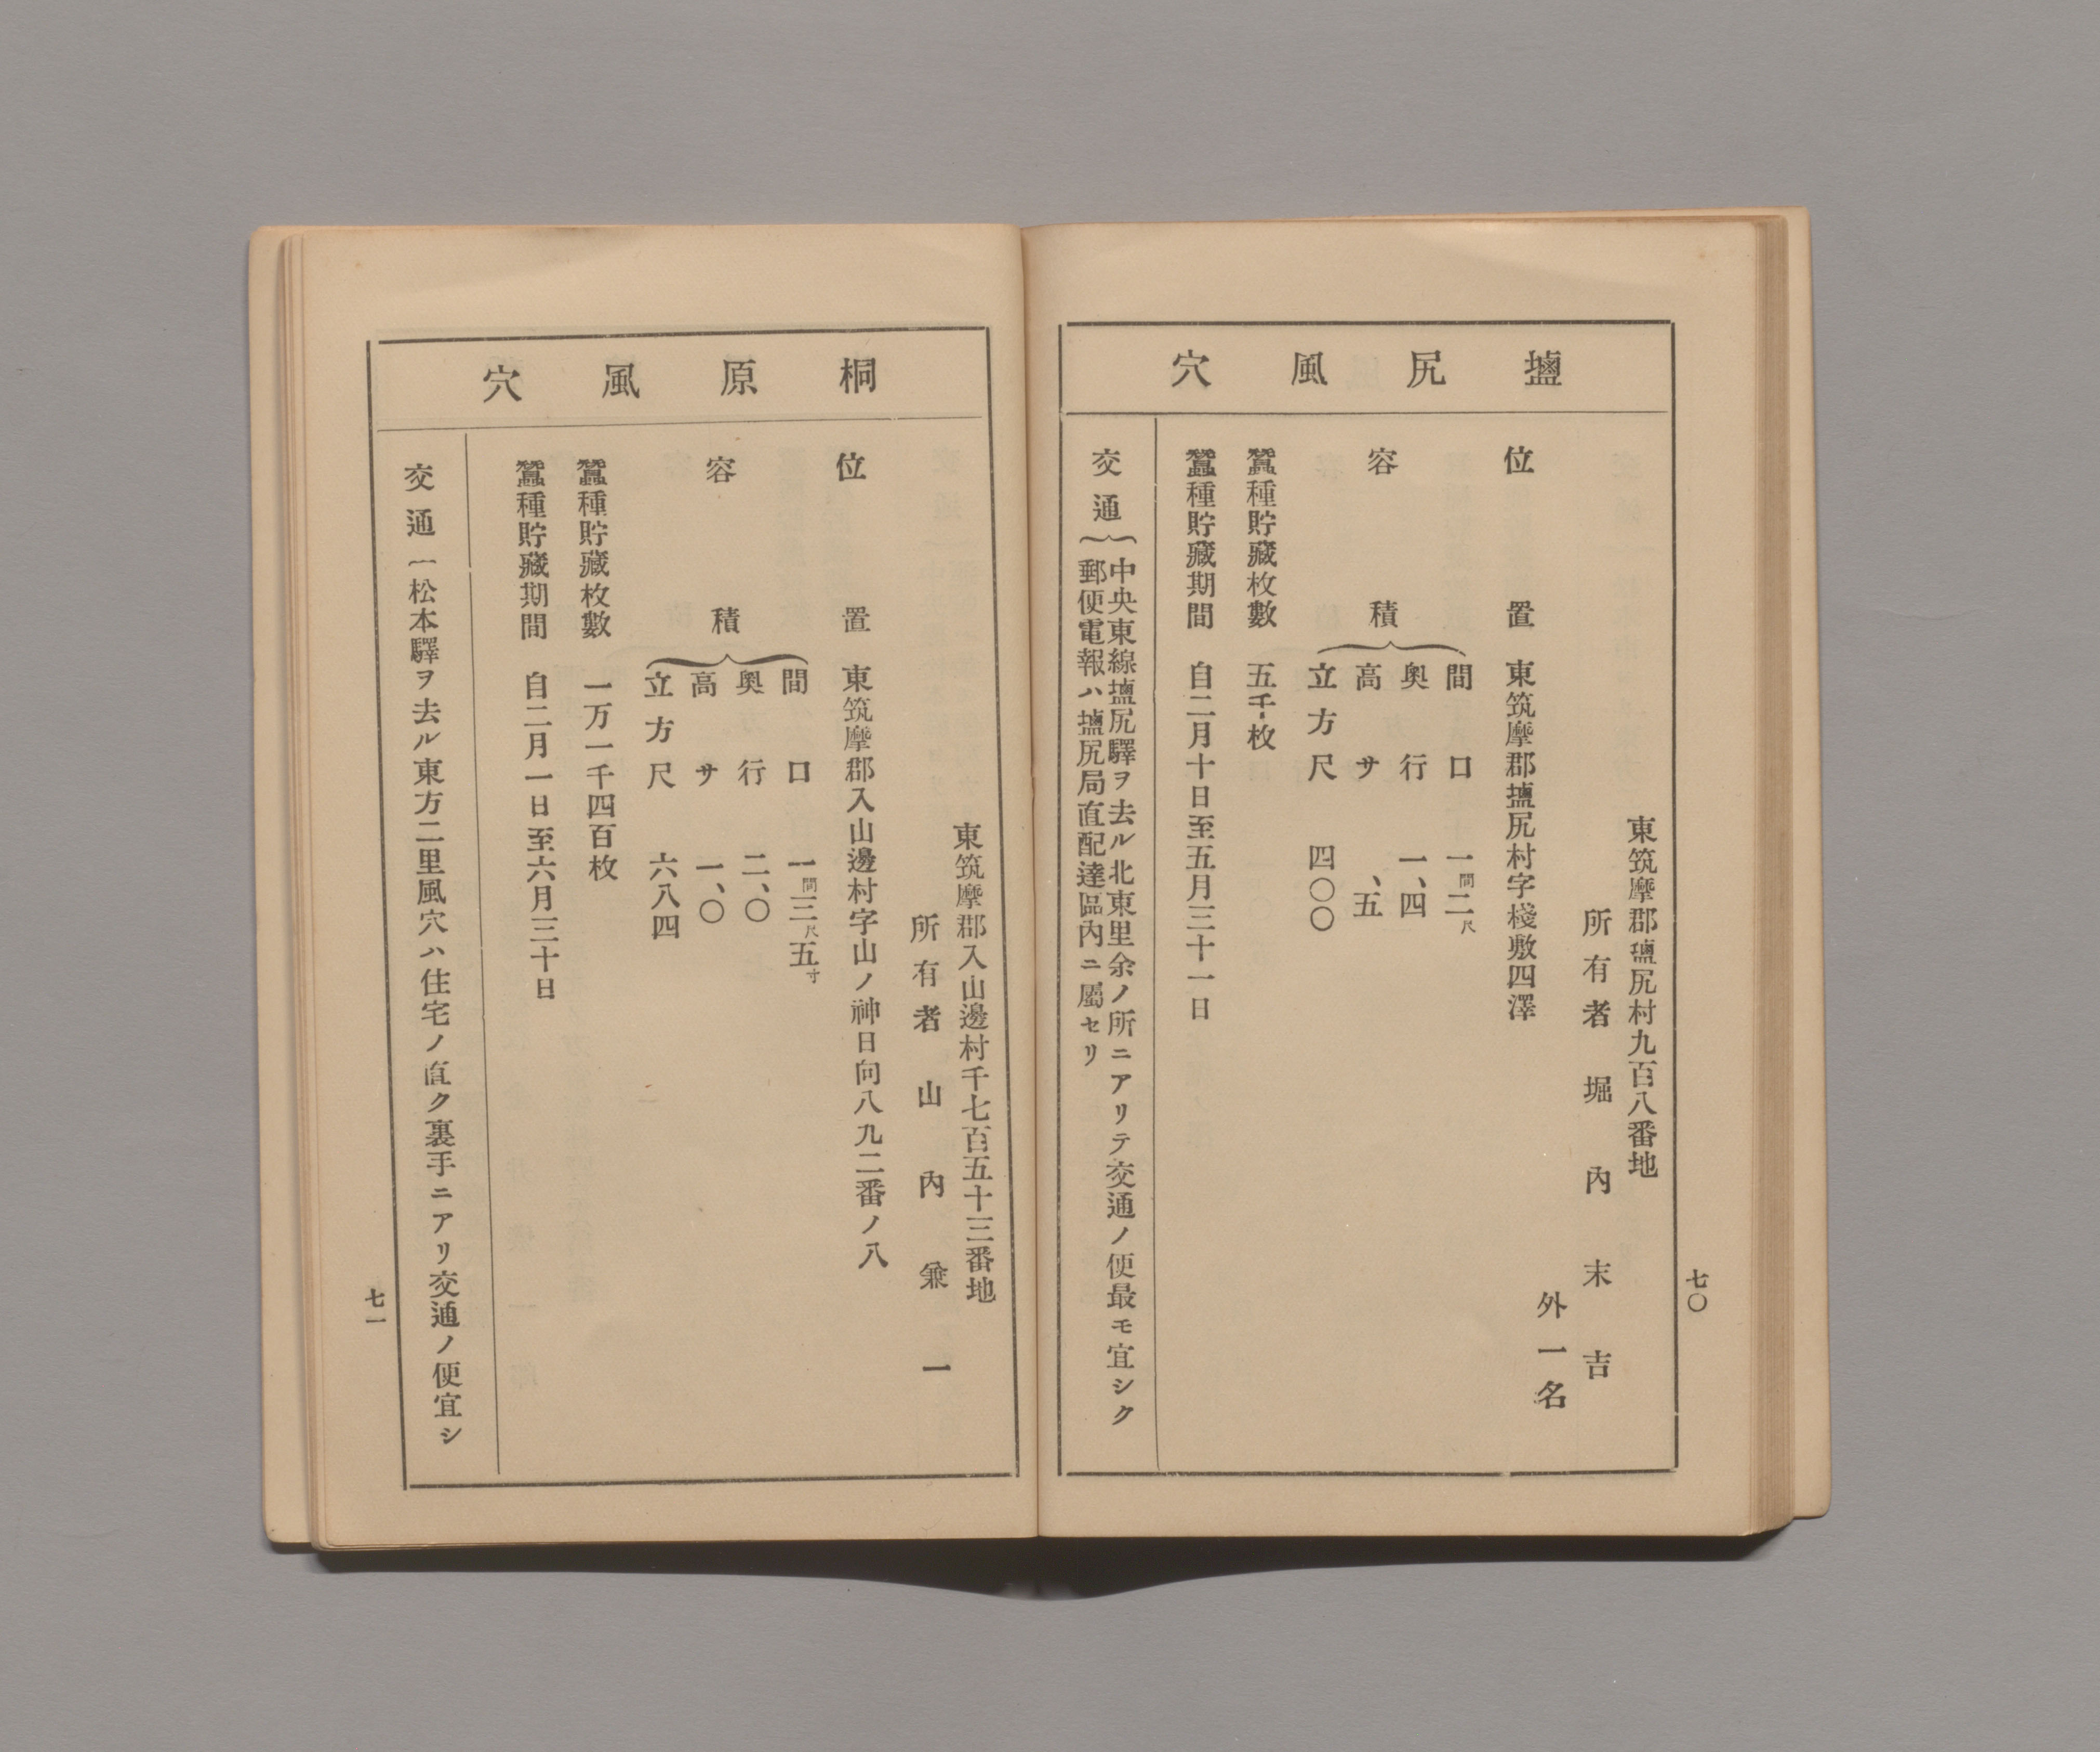 塩尻風穴
東筑摩郡塩尻村九百八番地
所有者 堀內末吉
外一名
位置 東筑摩郡塩尻村字棧敷四澤
容積
間口 一間二尺
奧行 一、四
高サ 、五
立方尺 四〇〇
蠶種貯藏枚數 五千枚
蠶種貯藏期間 自二月十日至五月三十一日
交通
中央東線塩尻驛ヲ去ル北東里余ノ所ニアリテ交通ノ便最モ宜シク
郵便電報ハ塩尻局直配達區內ニ屬セリ
七〇
桐原風穴
東筑摩郡入山邊村千七百五十三番地
所有者 山內兼一
位置 東筑摩郡入山邊村字山ノ神日向八九二番ノ八
容積
間口 一間三尺五寸
奧行 二、〇
高サ 一、〇
立方尺 六八四
蠶種貯藏枚數 一万一千四百枚
蠶種貯藏期間 自二月一日至六月三十日
交通 松本驛ヲ去ル東方二里風穴ハ住宅ノ直ク裏手ニアリ交通ノ便宜シ
七一